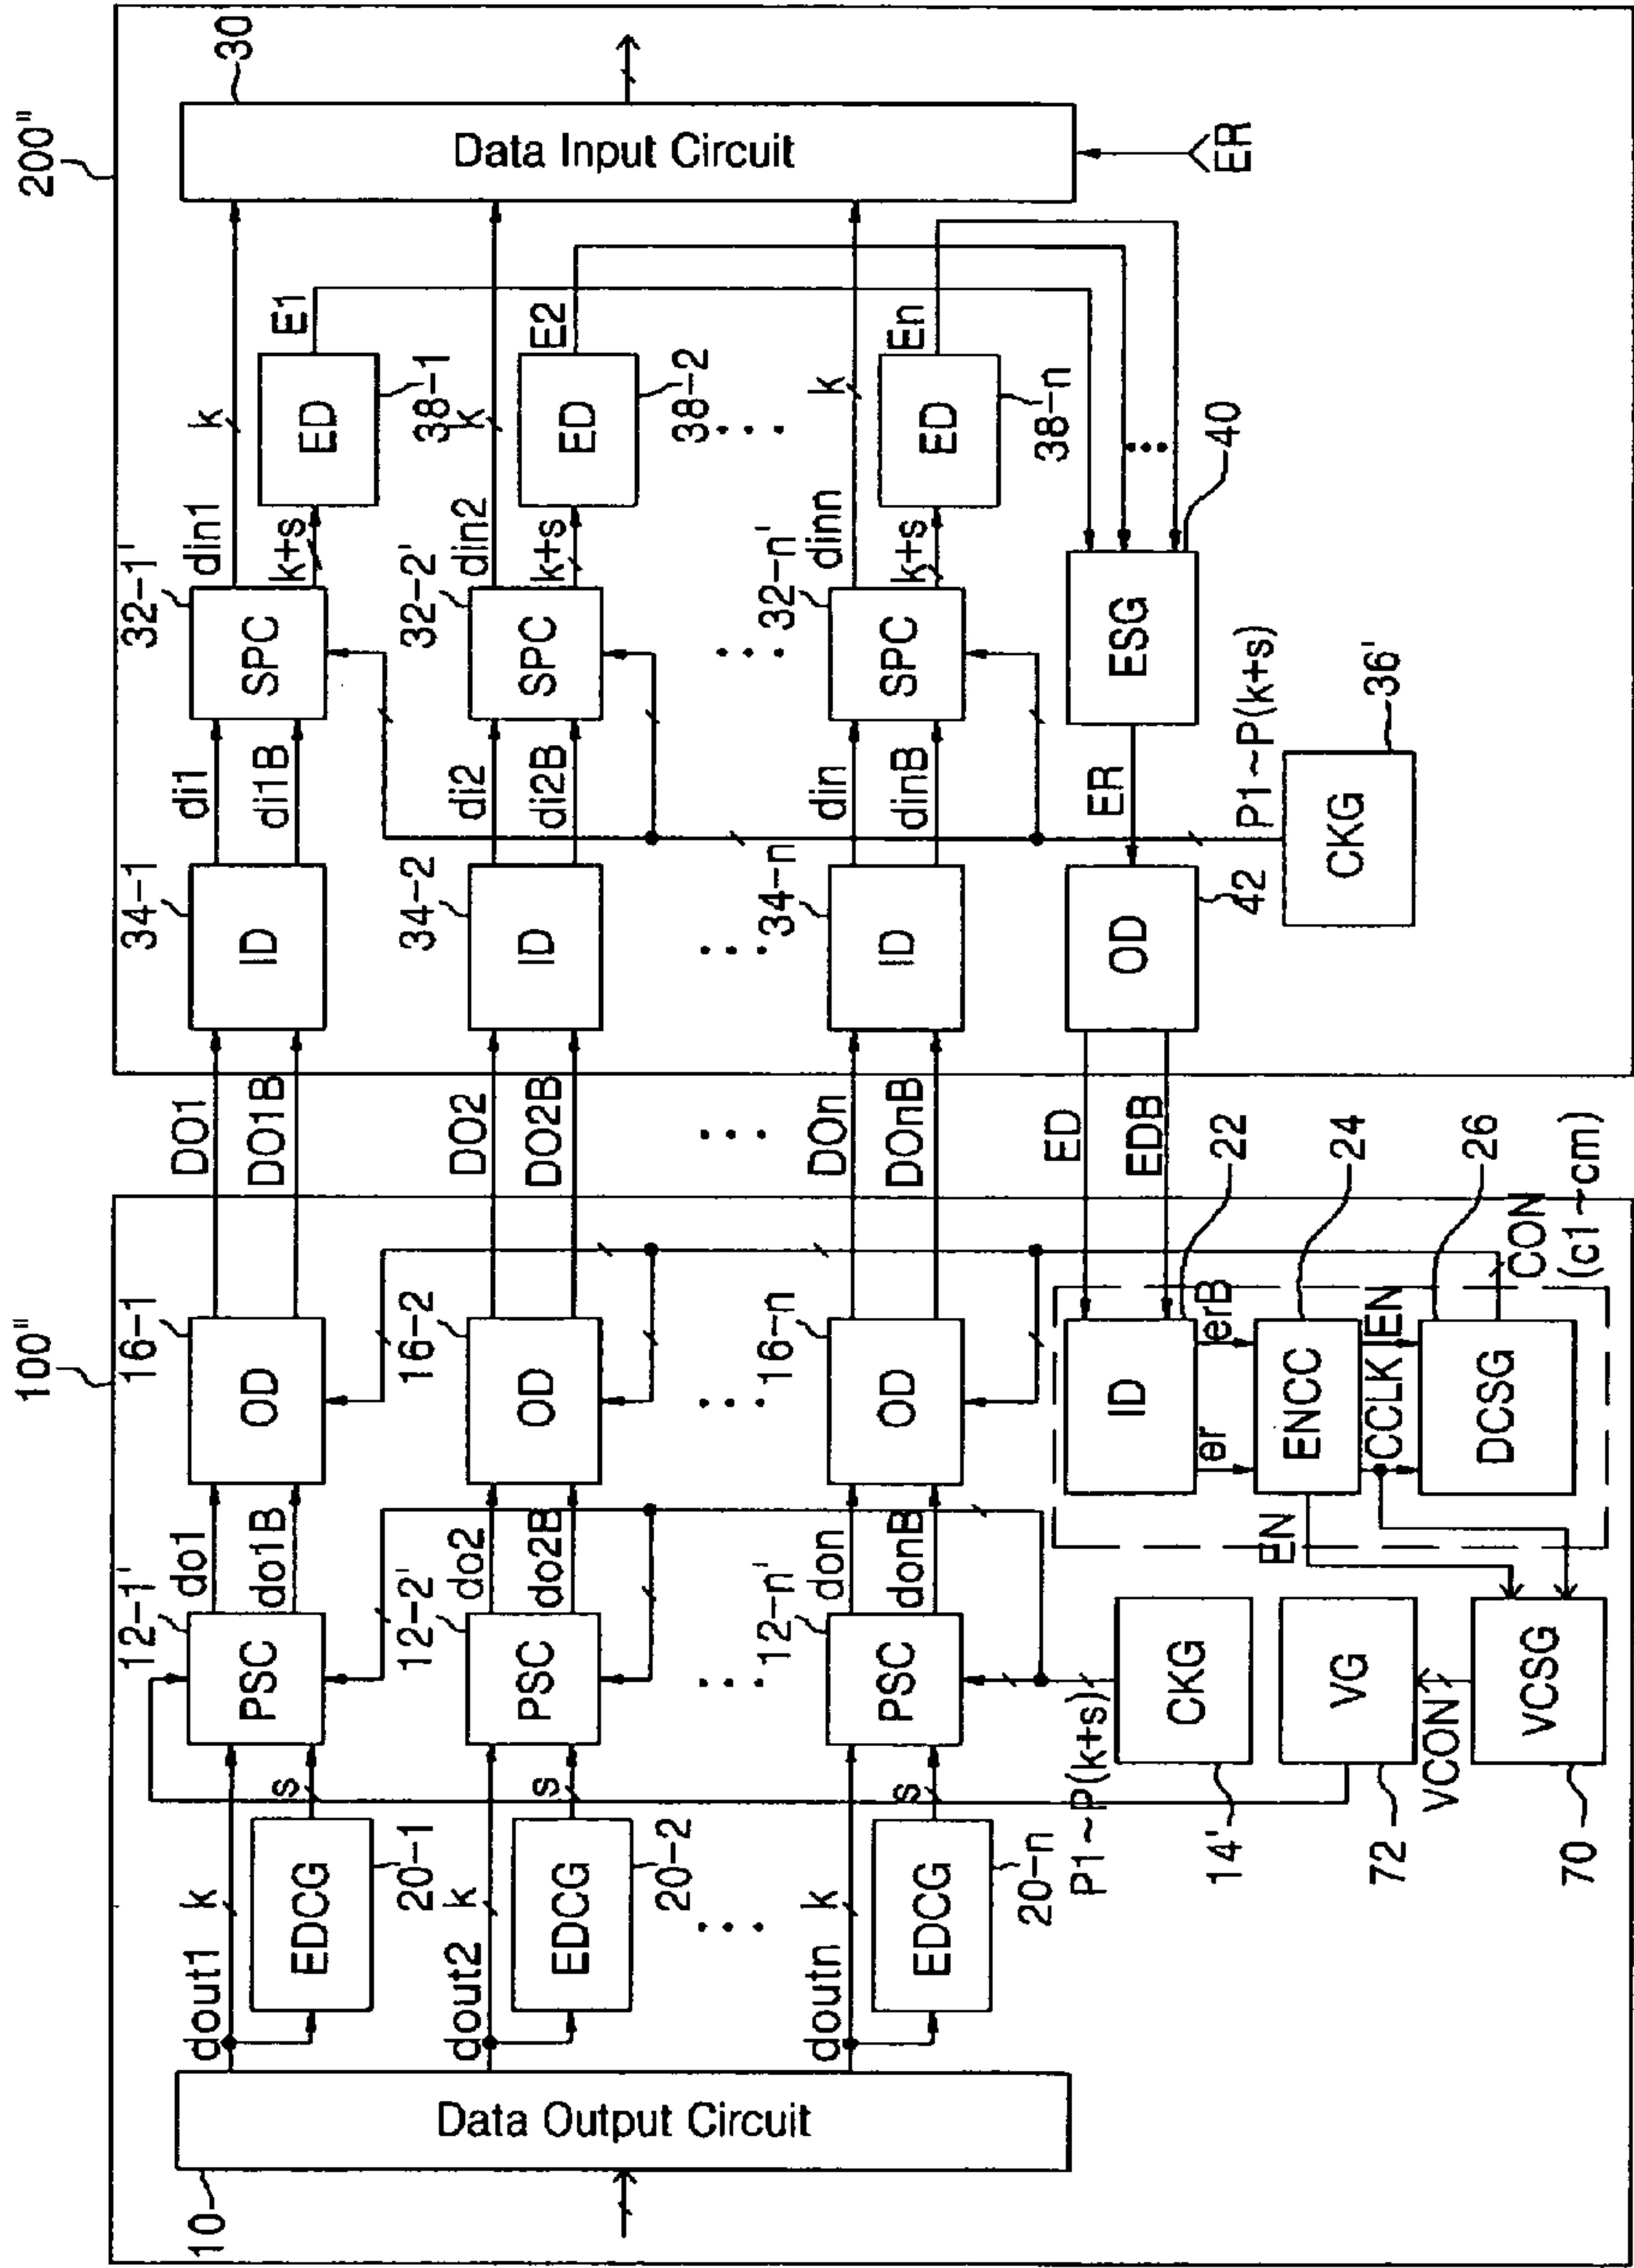 100"
200"
10
Data Output Circuit
dout1
k
EDCG
20-1
s
12-1'
PSC
do1
do1B
16-1
OD
DO1
DO1B
34-1
ID
di1
di1B
32-1'
SPC
din1
k
k+s
ED
38-1
E1
dout2
k
EDCG
20-2
s
12-2'
PSC
do2
do2B
16-2
OD
DO2
DO2B
34-2
ID
di2
di2B
32-2'
SPC
din2
k
k+s
ED
38-2
E2
doutn
k
EDCG
20-n
s
12-n'
PSC
don
donB
16-n
OD
DOn
DOnB
34-n
ID
din
dinB
32-n'
SPC
dinn
k
k+s
ED
38-n
En
Data Input Circuit
30
ER
P1~P(k+s)
CKG
14'
VG
72
VCON
VCSG
70
EN
ID
22
er
erB
ENCC
24
CCLK
EN
DCSG
26
CON
(c1~cm)
ED
EDB
OD
42
ER
ESG
40
P1~P(k+s)
CKG
36'